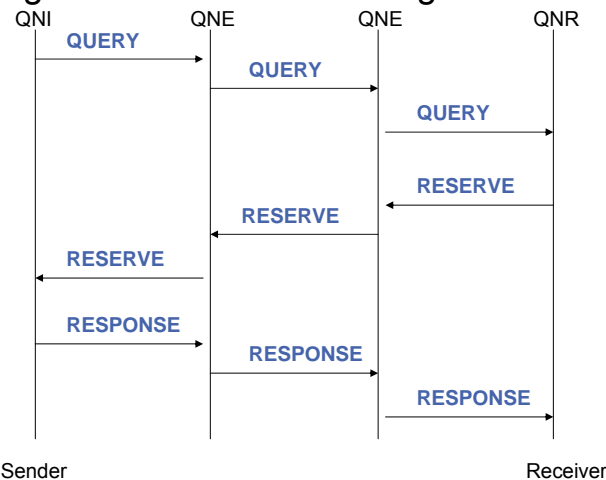 QNI QNE QNE QNR
QUERY
QUERY
QUERY
RESERVE
RESERVE
RESERVE
RESPONSE
RESPONSE
RESPONSE
Sender Receiver